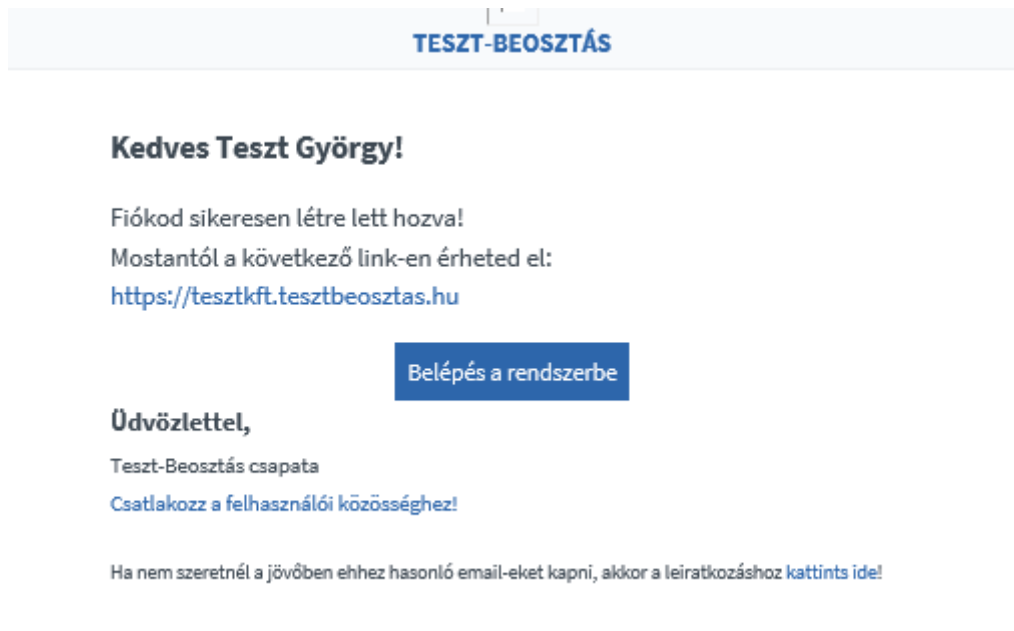 TESZT-BEOSZTÁS
Kedves Teszt György!
Fiókod sikeresen létre lett hozva!
Mostantól a következő link-en érheted el:
https://tesztkft.tesztbeosztas.hu
Belépés a rendszerbe
Üdvözlettel,
Teszt-Beosztás csapata
Csatlakozz a felhasználói közösséghez!
Ha nem szeretnél a jövőben ehhez hasonló email-eket kapni, akkor a leiratkozáshoz kattints ide!